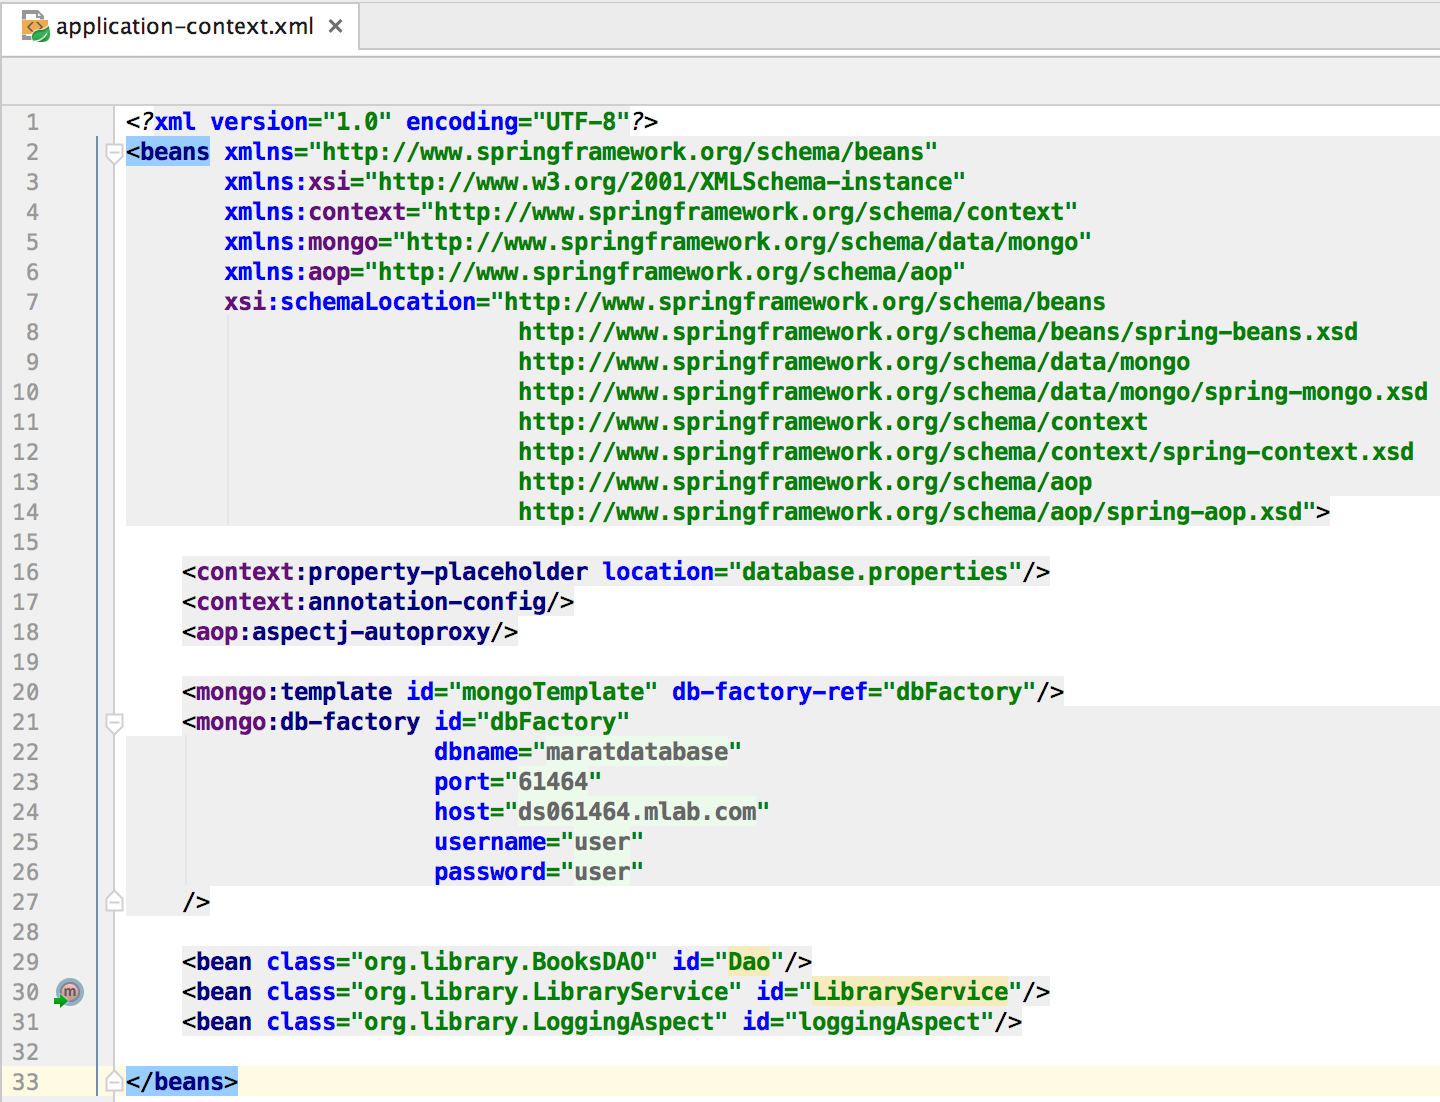 application-context.xml
1 <?xml version="1.0" encoding="UTF-8"?>
2 <beans xmlns="http://www.springframework.org/schema/beans"
3 xmlns:xsi="http://www.w3.org/2001/XMLSchema-instance"
4 xmlns:context="http://www.springframework.org/schema/context"
5 xmlns:mongo="http://www.springframework.org/schema/data/mongo"
6 xmlns:aop="http://www.springframework.org/schema/aop"
7 xsi:schemaLocation="http://www.springframework.org/schema/beans
8 http://www.springframework.org/schema/beans/spring-beans.xsd
9 http://www.springframework.org/schema/data/mongo
10 http://www.springframework.org/schema/data/mongo/spring-mongo.xsd
11 http://www.springframework.org/schema/context
12 http://www.springframework.org/schema/context/spring-context.xsd
13 http://www.springframework.org/schema/aop
14 http://www.springframework.org/schema/aop/spring-aop.xsd">
15
16 <context:property-placeholder location="database.properties"/>
17 <context:annotation-config/>
18 <aop:aspectj-autoproxy/>
19
20 <mongo:template id="mongoTemplate" db-factory-ref="dbFactory"/>
21 <mongo:db-factory id="dbFactory"
22 dbname="maratdatabase"
23 port="61464"
24 host="ds061464.mlab.com"
25 username="user"
26 password="user"
27 />
28
29 <bean class="org.library.BooksDAO" id="Dao"/>
30 m <bean class="org.library.LibraryService" id="LibraryService"/>
31 <bean class="org.library.LoggingAspect" id="loggingAspect"/>
32
33 </beans>